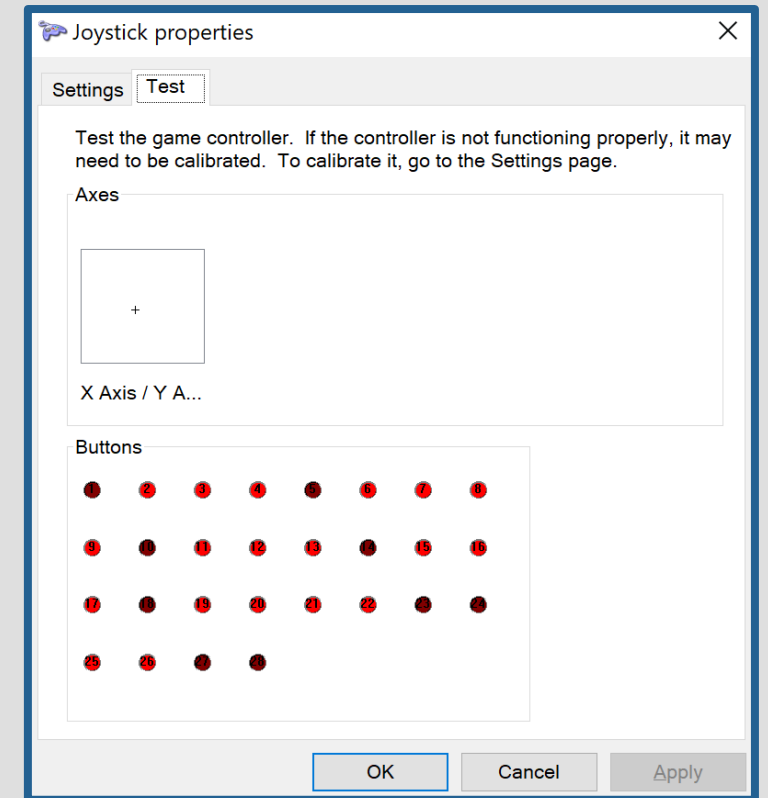 Joystick properties
Settings Test
Test the game controller. If the controller is not functioning properly, it may
need to be calibrated. To calibrate it, go to the Settings page.
Axes
X Axis / Y A...
Buttons
1 2 3 4 5 6 7 8
9 10 11 12 13 14 15 16
17 18 19 20 21 22 23 24
25 26 27 28
OK Cancel Apply